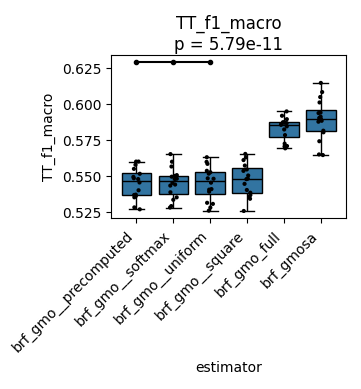 TT_f1_macro
p = 5.79e-11
TT_f1_macro
0.625
0.600
0.575
0.550
0.525
brf_gmo__precomputed
brf_gmo__softmax
brf_gmo__uniform
brf_gmo__square
brf_gmo_full
brf_gmosa
estimator